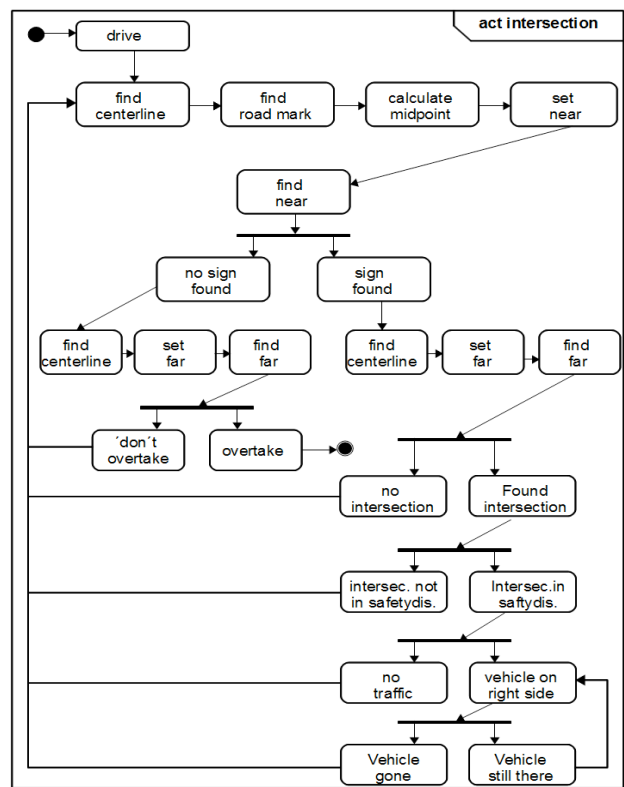 act intersection
drive
find
centerline
find
road mark
calculate
midpoint
set
near
find
near
no sign
found
sign
found
find
centerline
set
far
find
far
find
centerline
set
far
find
far
´don´t
overtake
overtake
no
intersection
Found
intersection
intersec. not
in safetydis.
Intersec.in
saftydis.
no
traffic
vehicle on
right side
Vehicle
gone
Vehicle
still there